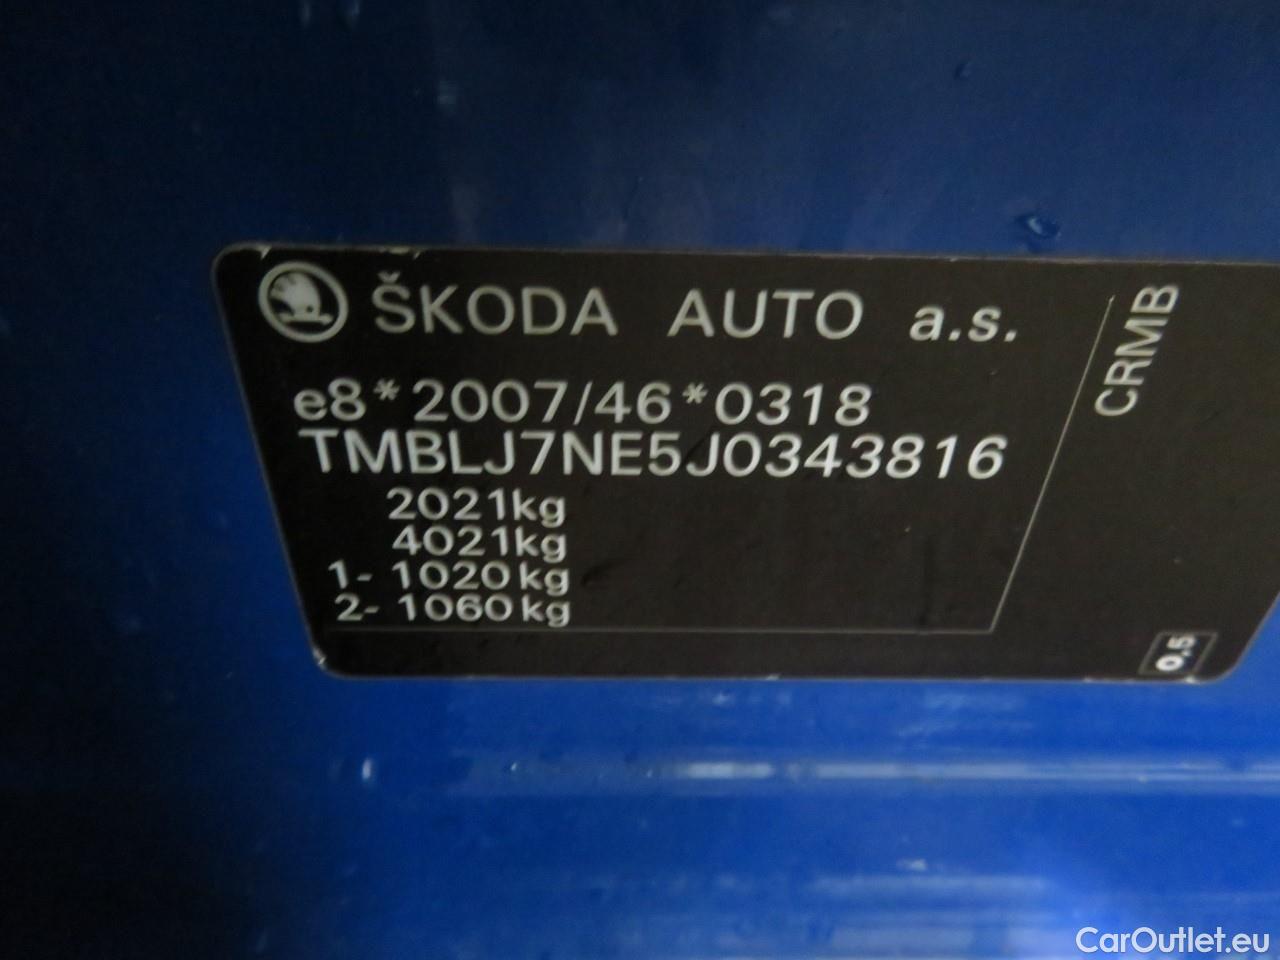 ŠKODA AUTO a.s.
e8*2007/46*0318
TMBLJ7NE5J0343816
2021kg
4021kg
1- 1020kg
2- 1060kg
CRMB
0.5
CarOutlet.eu